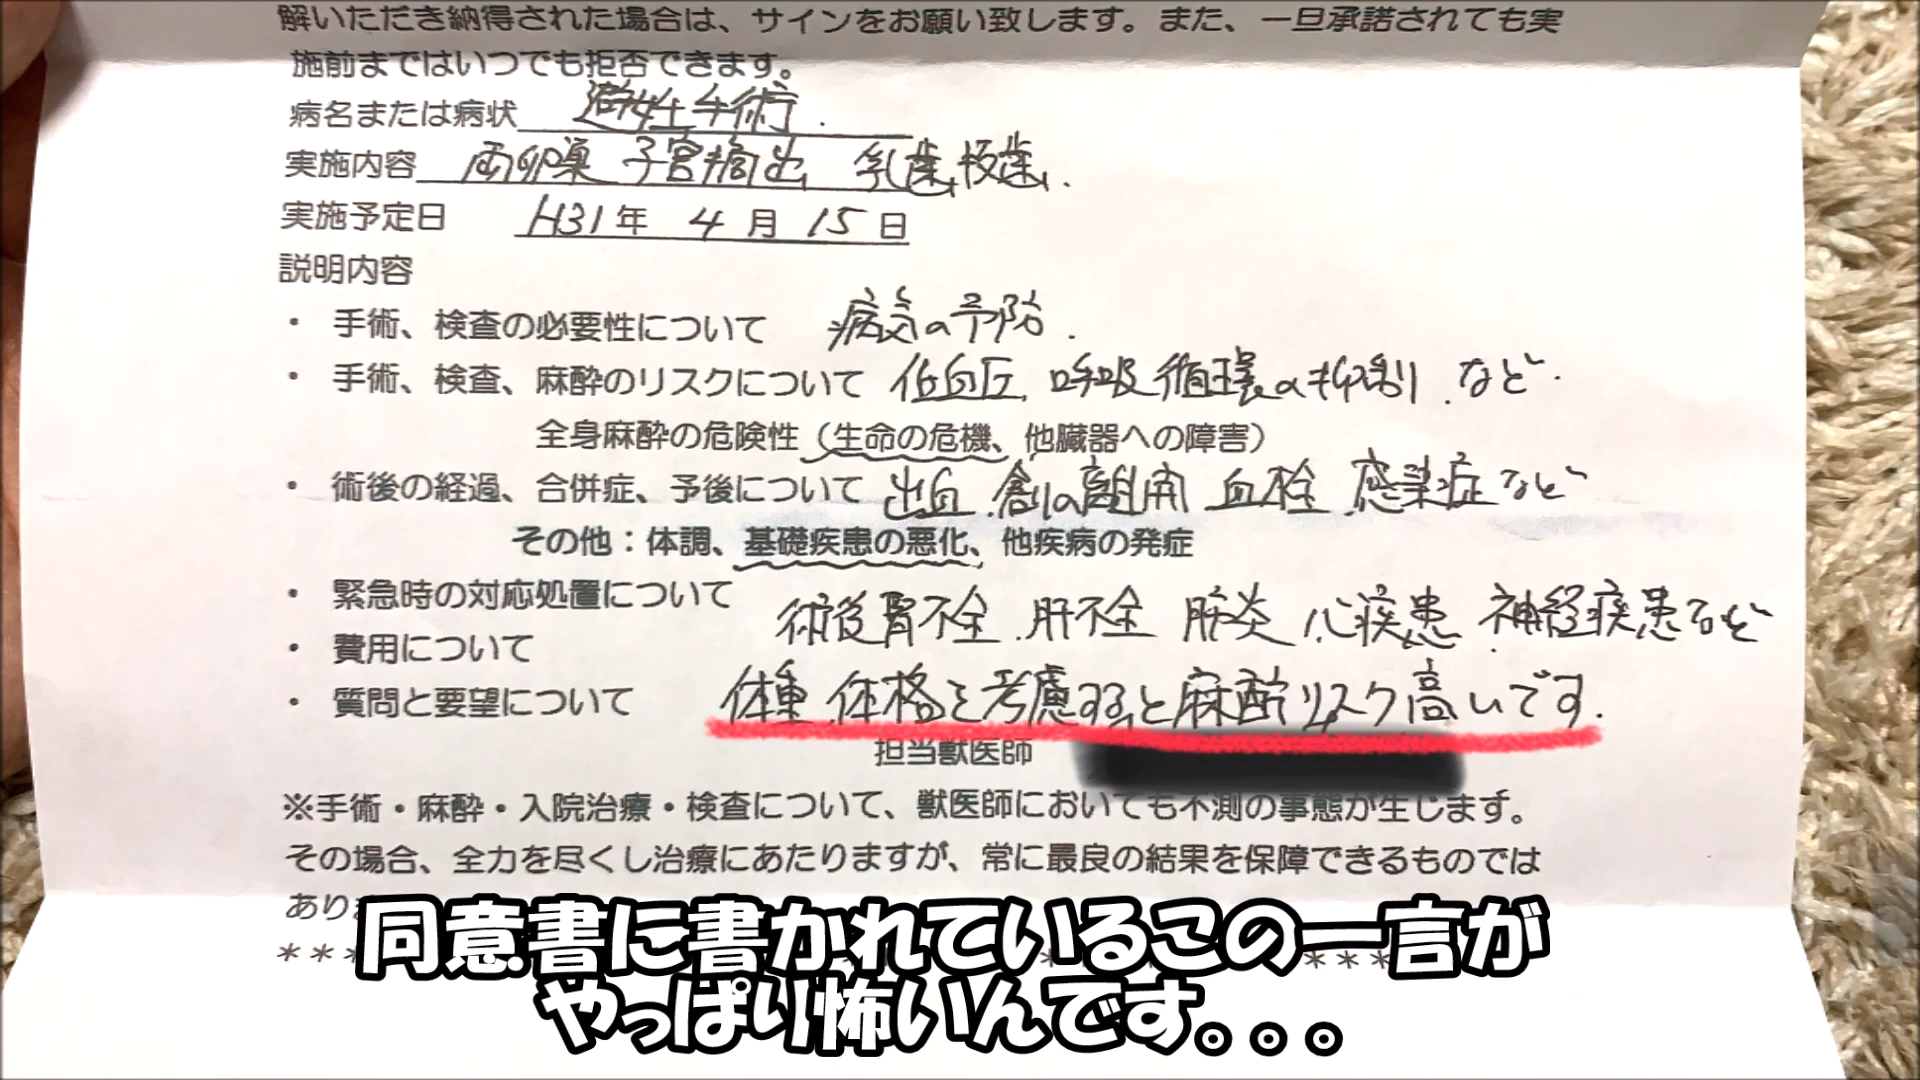 解いただき納得された場合は、サインをお願い致します。また、一旦承諾されても実
施前まではいつでも拒否できます。
病名または病状 避妊手術.
実施内容 両卵巣 子宮摘出 乳歯抜歯.
実施予定日 H31年 4月 15日
説明内容
・ 手術、検査の必要性について 病気の予防.
・ 手術、検査、麻酔のリスクについて 低血圧、呼吸循環の抑制、など.
全身麻酔の危険性（生命の危機、他臓器への障害）
・ 術後の経過、合併症、予後について 出血、創の離開 血栓 感染症など
その他：体調、基礎疾患の悪化、他疾病の発症
・ 緊急時の対応処置について
術後腎不全、肝不全 膵炎 心疾患、神経疾患など
・ 費用について
・ 質問と要望について 体重、体格を考慮すると麻酔リスク高いです.
担当獣医師
※手術・麻酔・入院治療・検査について、獣医師においても不測の事態が生じます。
その場合、全力を尽くし治療にあたりますが、常に最良の結果を保障できるものでは
あり
同意書に書かれているこの一言が
やっぱり怖いんです。。。